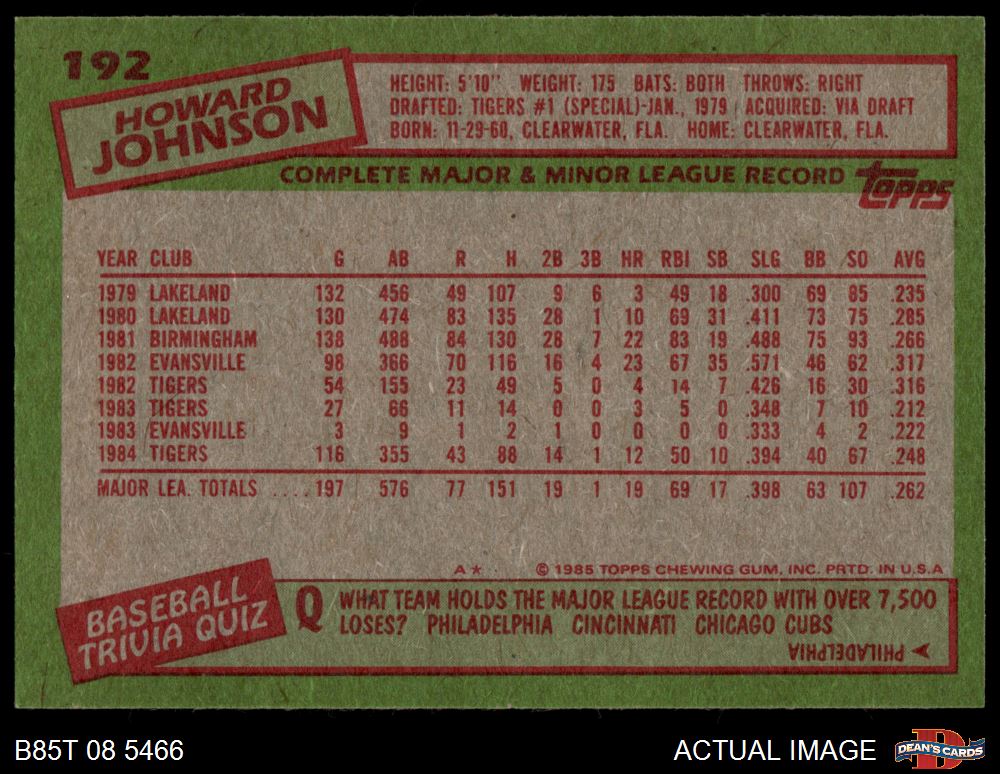 192
HOWARD
JOHNSON
HEIGHT: 5'10" WEIGHT: 175 BATS: BOTH THROWS: RIGHT
DRAFTED: TIGERS #1 (SPECIAL)-JAN., 1979 ACQUIRED: VIA DRAFT
BORN: 11-29-60, CLEARWATER, FLA. HOME: CLEARWATER, FLA.
COMPLETE MAJOR & MINOR LEAGUE RECORD topps
YEAR CLUB G AB R H 2B 3B HR RBI SB SLG BB SO AVG
1979 LAKELAND 132 456 49 107 9 6 3 49 18 .300 69 85 .235
1980 LAKELAND 130 474 83 135 28 1 10 69 31 .411 73 75 .285
1981 BIRMINGHAM 138 488 84 130 28 7 22 83 19 .488 75 93 .266
1982 EVANSVILLE 98 366 70 116 16 4 23 67 35 .571 46 62 .317
1982 TIGERS 54 155 23 49 5 0 4 14 7 .426 16 30 .316
1983 TIGERS 27 66 11 14 0 0 3 5 0 .348 7 10 .212
1983 EVANSVILLE 3 9 1 2 1 0 0 0 0 .333 4 2 .222
1984 TIGERS 116 355 43 88 14 1 12 50 10 .394 40 67 .248
MAJOR LEA. TOTALS .... 197 576 77 151 19 1 19 69 17 .398 63 107 .262
A* © 1985 TOPPS CHEWING GUM, INC. PRTD. IN U.S.A
BASEBALL
TRIVIA QUIZ
Q WHAT TEAM HOLDS THE MAJOR LEAGUE RECORD WITH OVER 7,500
LOSES? PHILADELPHIA CINCINNATI CHICAGO CUBS
PHILADELPHIA
B85T 08 5466 ACTUAL IMAGE DEAN'S CARDS